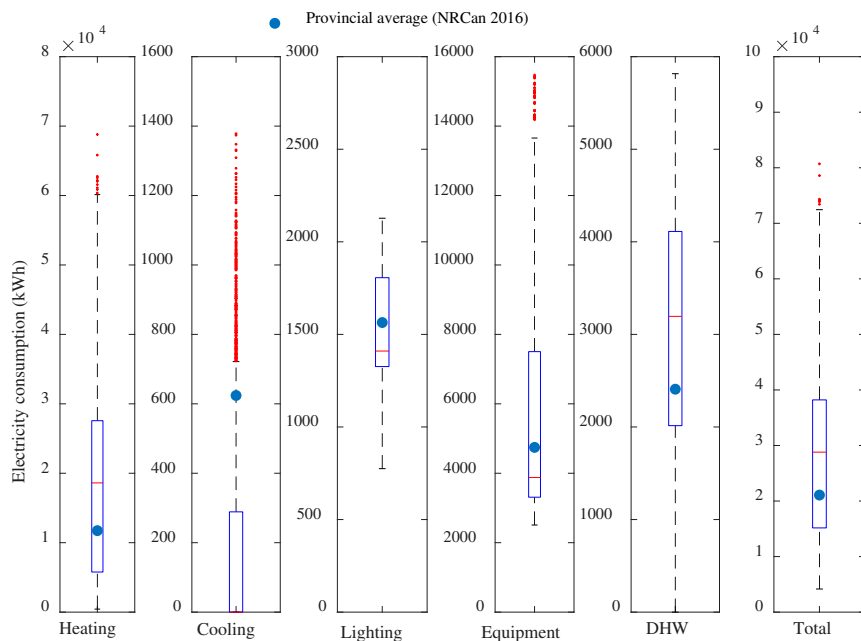 Provincial average (NRCan 2016)
× 10⁴
× 10⁴
8 1600 3000 16000 6000 10
9
7 1400 14000
2500 5000
8
6 1200 12000
7
2000 4000
5 1000 10000
6
4 800 1500 8000 3000 5
4
3 600 6000
1000 2000
3
2 400 4000
2
500 1000
1 200 2000
1
0 0 0 0 0 0
Electricity consumption (kWh)
Heating Cooling Lighting Equipment DHW Total